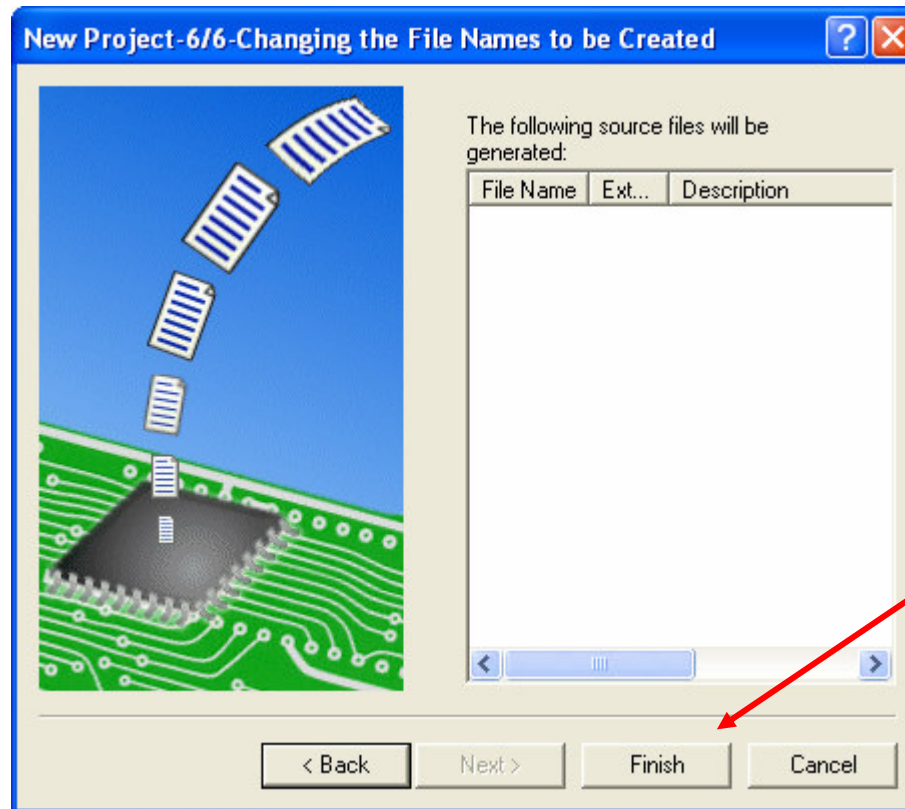 New Project-6/6-Changing the File Names to be Created
The following source files will be
generated:
File Name Ext... Description
< Back Next > Finish Cancel